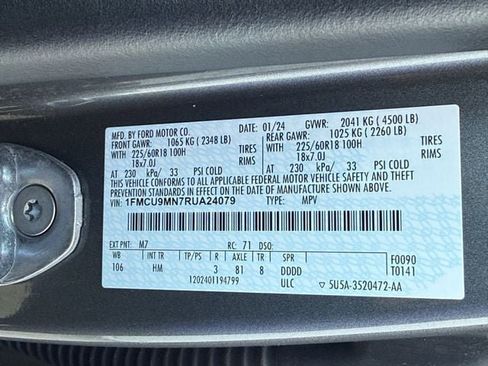 MFD. BY FORD MOTOR CO. DATE: 01/24 GVWR: 2041 KG ( 4500 LB)
FRONT GAWR: 1065 KG ( 2348 LB) REAR GAWR: 1025 KG ( 2260 LB)
WITH 225/60R18 100H TIRES WITH 225/60R18 100H TIRES
18x7.0J RIMS 18x7.0J RIMS
AT 230 kPa/ 33 PSI COLD AT 230 kPa/ 33 PSI COLD
THIS VEHICLE CONFORMS TO ALL APPLICABLE FEDERAL MOTOR VEHICLE SAFETY AND THEFT PREVENTION STANDARDS IN EFFECT ON THE DATE OF MANUFACTURE SHOWN ABOVE.
VIN: 1FMCU9MN7RUA24079 TYPE: MPV
EXT PNT: M7 RC: 71 DSO:
WB INT TR TP/PS R AXLE TR SPR F0090
106 HM 3 81 8 DDDD T0141
1202401194799 ULC 5U5A-3520472-AA